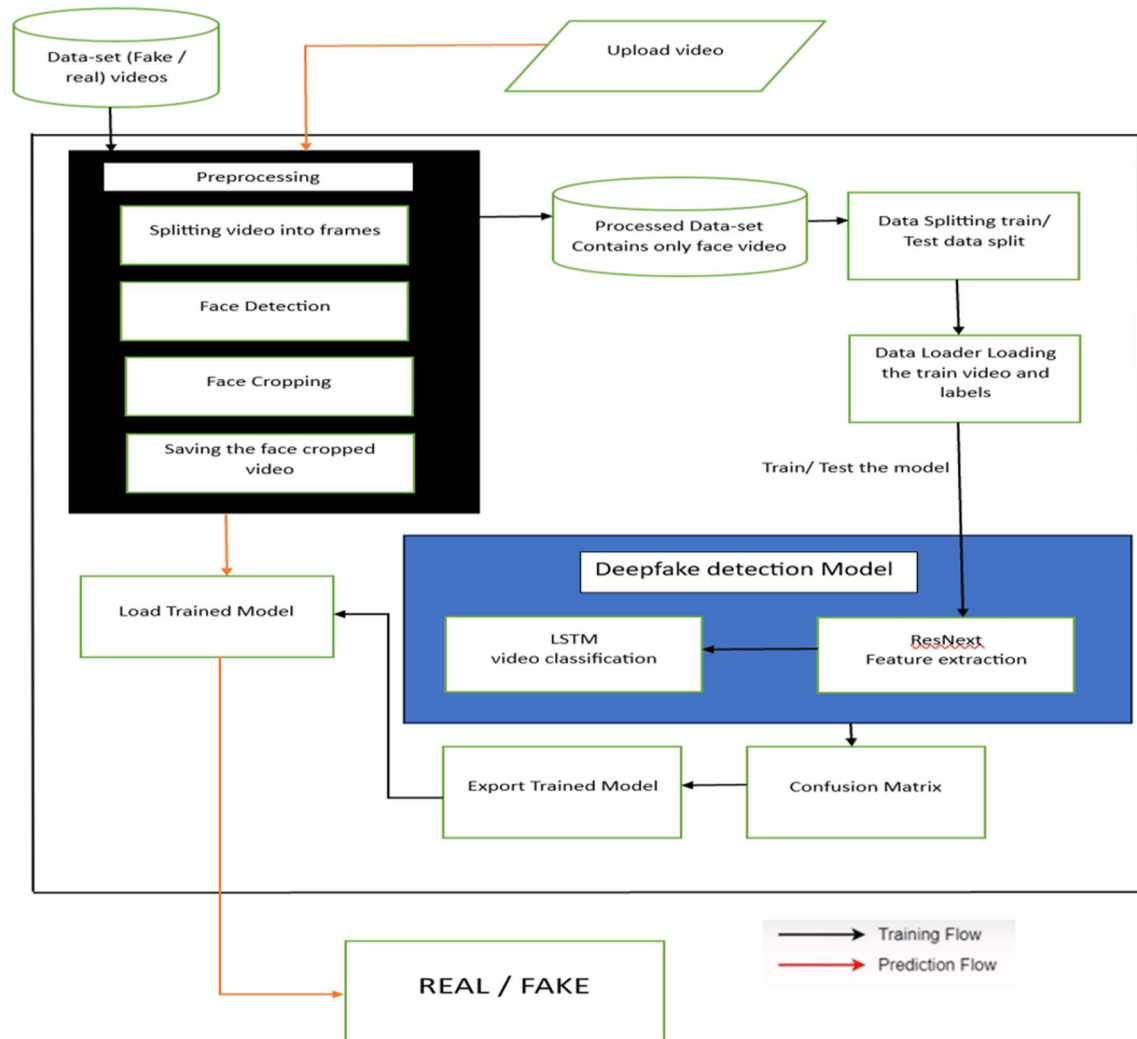 Data-set (Fake /
real) videos
Upload video
Preprocessing
Splitting video into frames
Face Detection
Face Cropping
Saving the face cropped
video
Processed Data-set
Contains only face video
Data Splitting train/
Test data split
Data Loader Loading
the train video and
labels
Train/ Test the model
Deepfake detection Model
LSTM
video classification
ResNext
Feature extraction
Load Trained Model
Export Trained Model
Confusion Matrix
REAL / FAKE
Training Flow
Prediction Flow